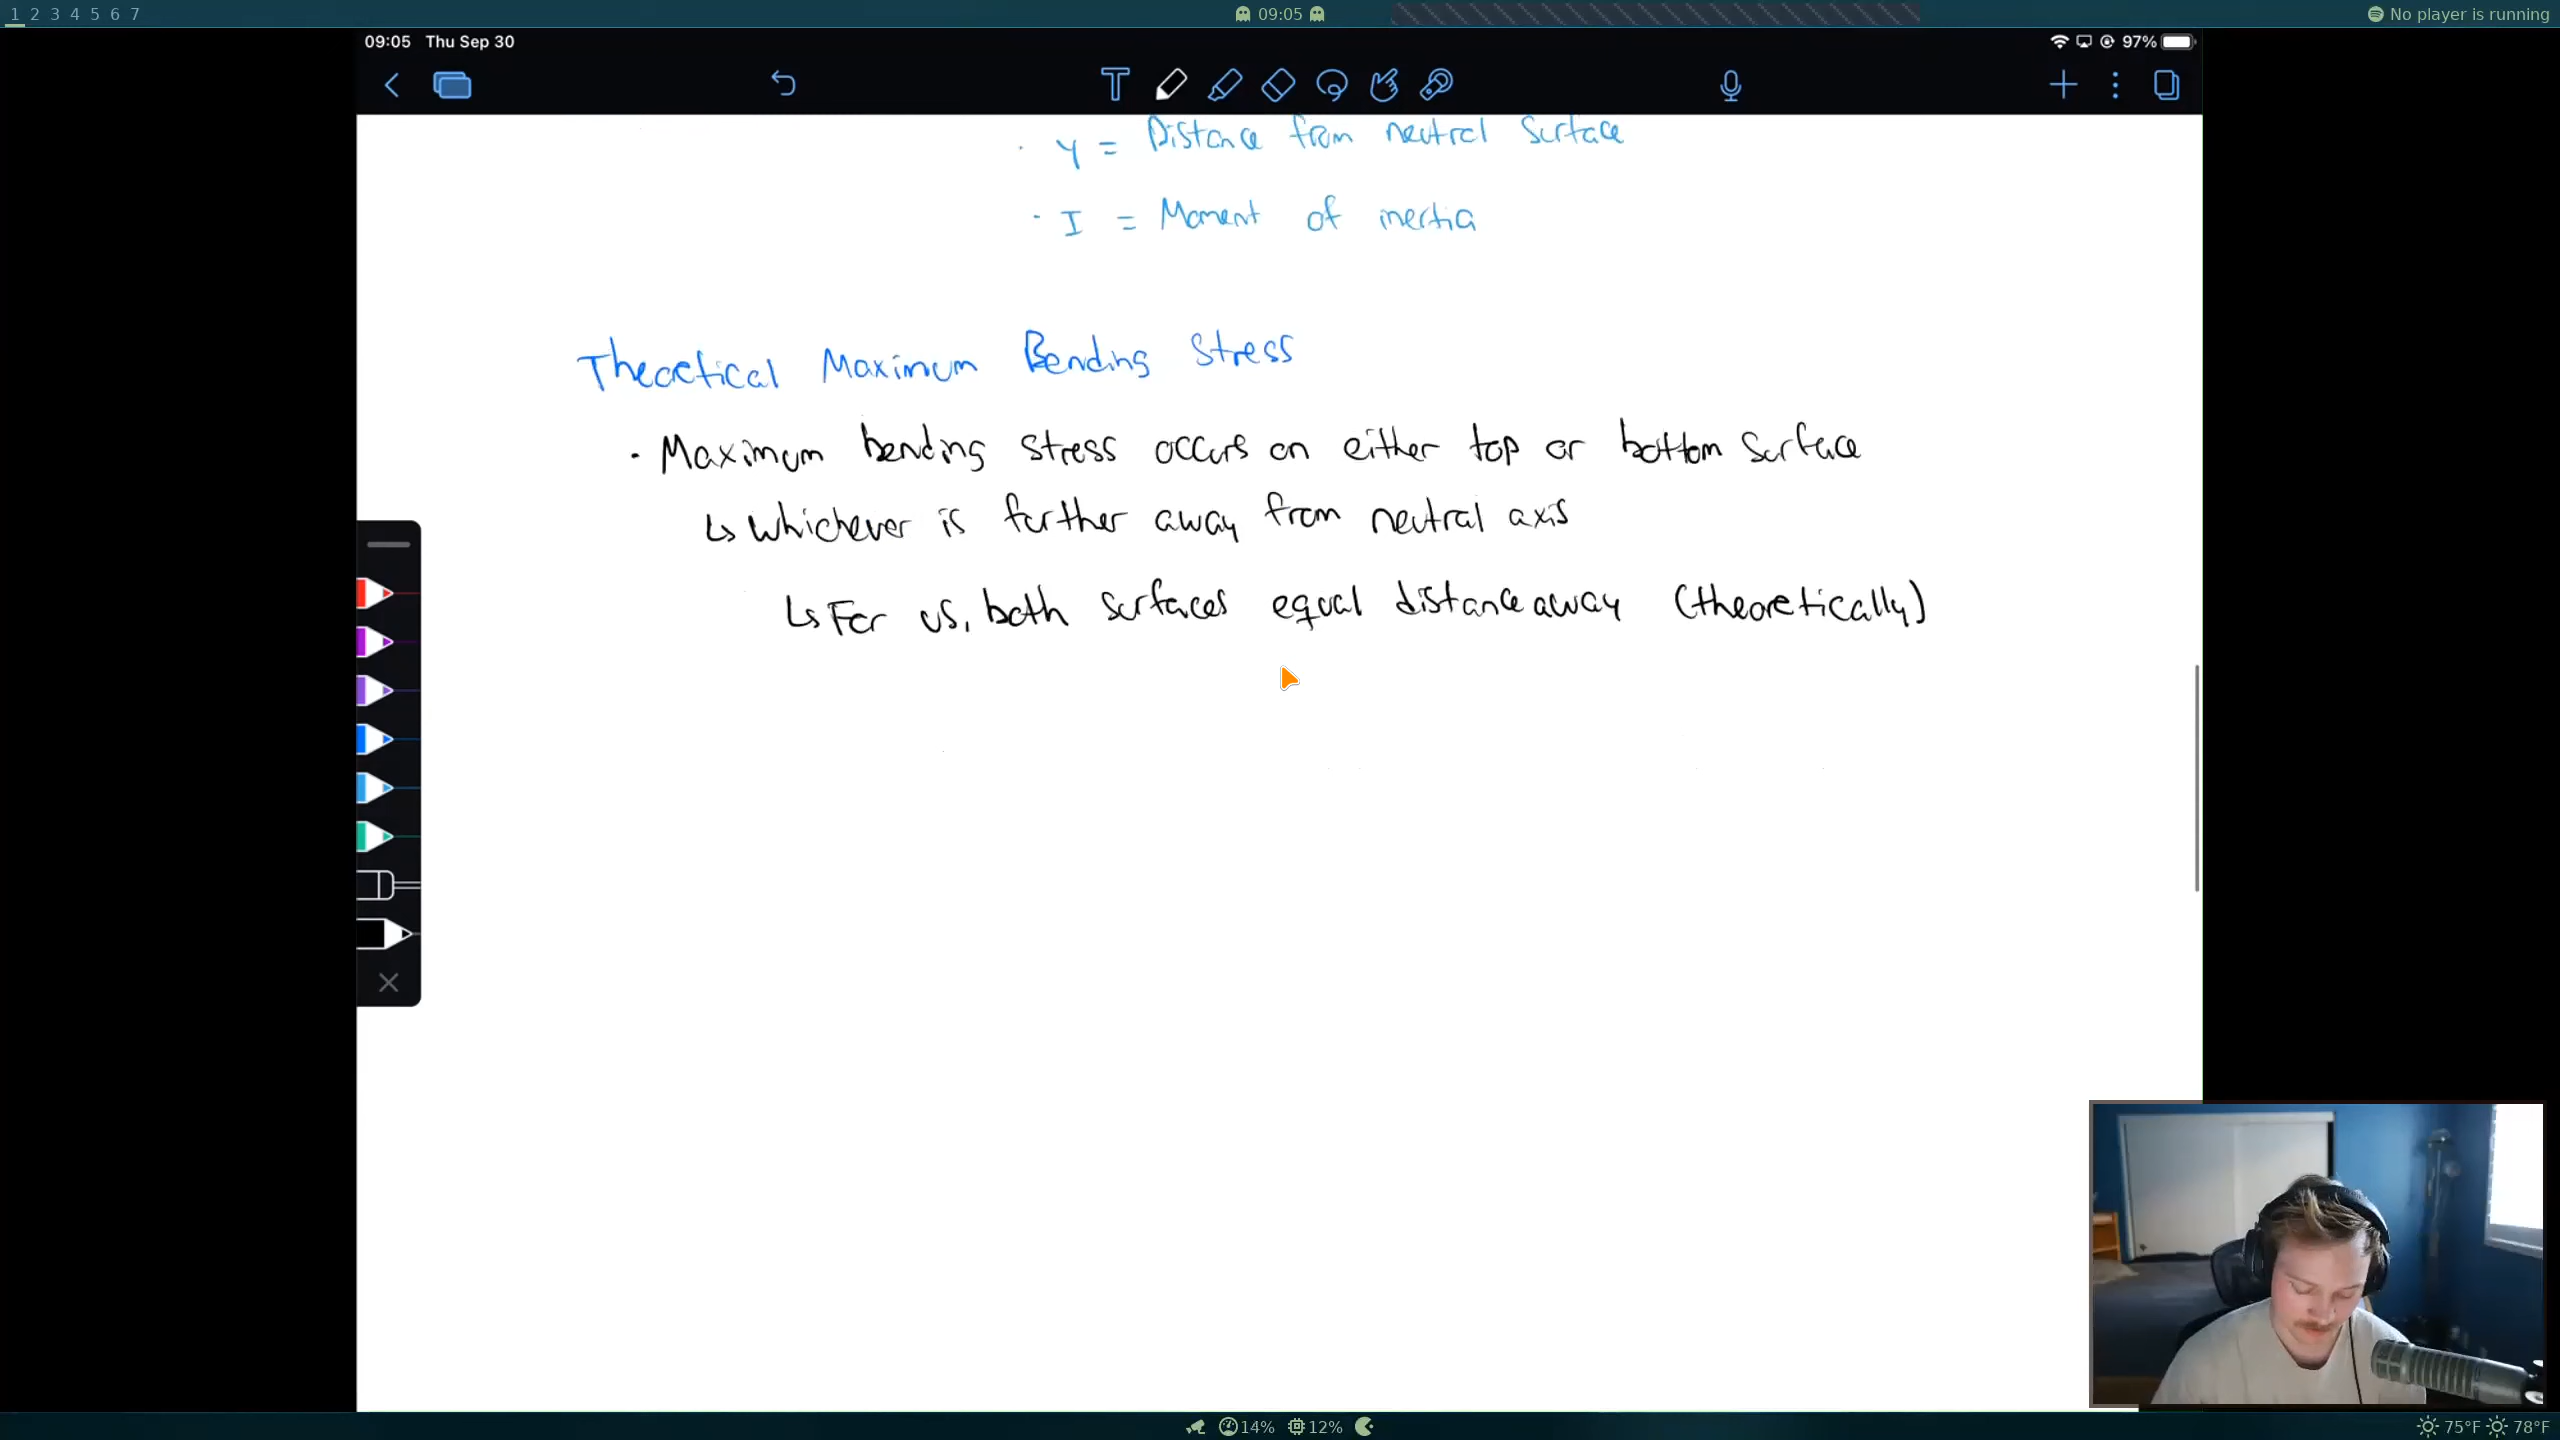 1 2 3 4 5 6 7
09:05
No player is running
09:05 Thu Sep 30
97%
T
· y = Distance from neutral surface
· I = Moment of inertia
Theoretical Maximum Bending Stress
· Maximum bending stress occurs on either top or bottom surface
↳ whichever is further away from neutral axis
↳ For us, both surfaces equal distance away (theoretically)
14% 12%
75°F 78°F